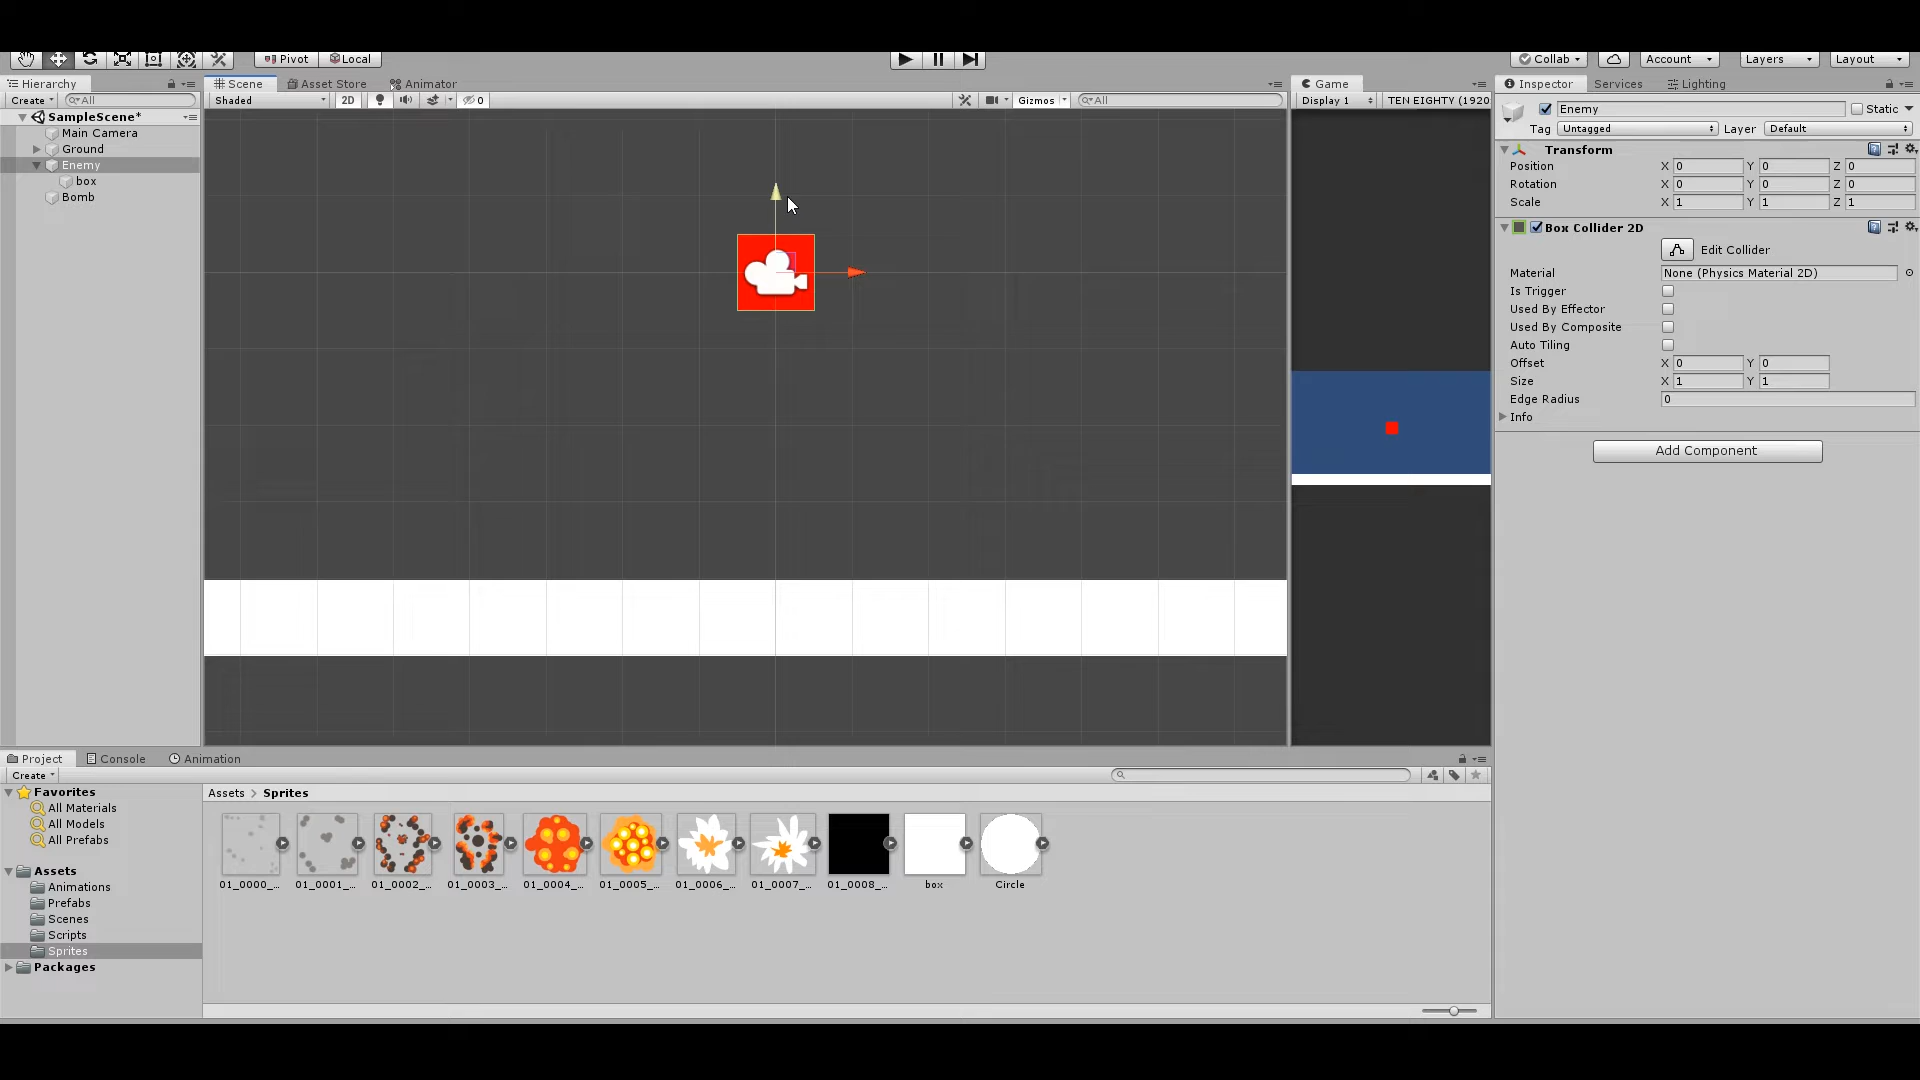 Pivot Local Collab Account Layers Layout
Hierarchy Scene Asset Store Animator Game Inspector Services Lighting
Create All Shaded 2D 0 Gizmos All Display 1 TEN EIGHTY (1920
SampleScene*
Main Camera
Ground
Enemy
box
Bomb
Enemy Static
Tag Untagged Layer Default
Transform
Position X 0 Y 0 Z 0
Rotation X 0 Y 0 Z 0
Scale X 1 Y 1 Z 1
Box Collider 2D
Edit Collider
Material None (Physics Material 2D)
Is Trigger
Used By Effector
Used By Composite
Auto Tiling
Offset X 0 Y 0
Size X 1 Y 1
Edge Radius 0
Info
Add Component
Project Console Animation
Create
Favorites
All Materials
All Models
All Prefabs
Assets
Animations
Prefabs
Scenes
Scripts
Sprites
Packages
Assets > Sprites
01_0000_... 01_0001_... 01_0002_... 01_0003_... 01_0004_... 01_0005_... 01_0006_... 01_0007_... 01_0008_... box Circle